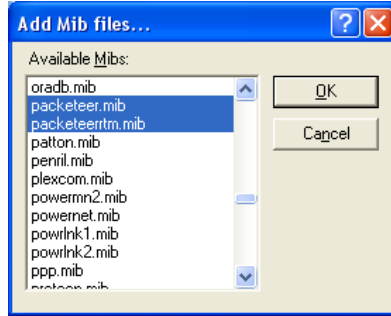 Add Mib files...
Available Mibs:
oradb.mib
packeteer.mib
packeteerrtm.mib
patton.mib
penril.mib
plexcom.mib
powermn2.mib
powernet.mib
powrlnk1.mib
powrlnk2.mib
ppp.mib
OK
Cancel